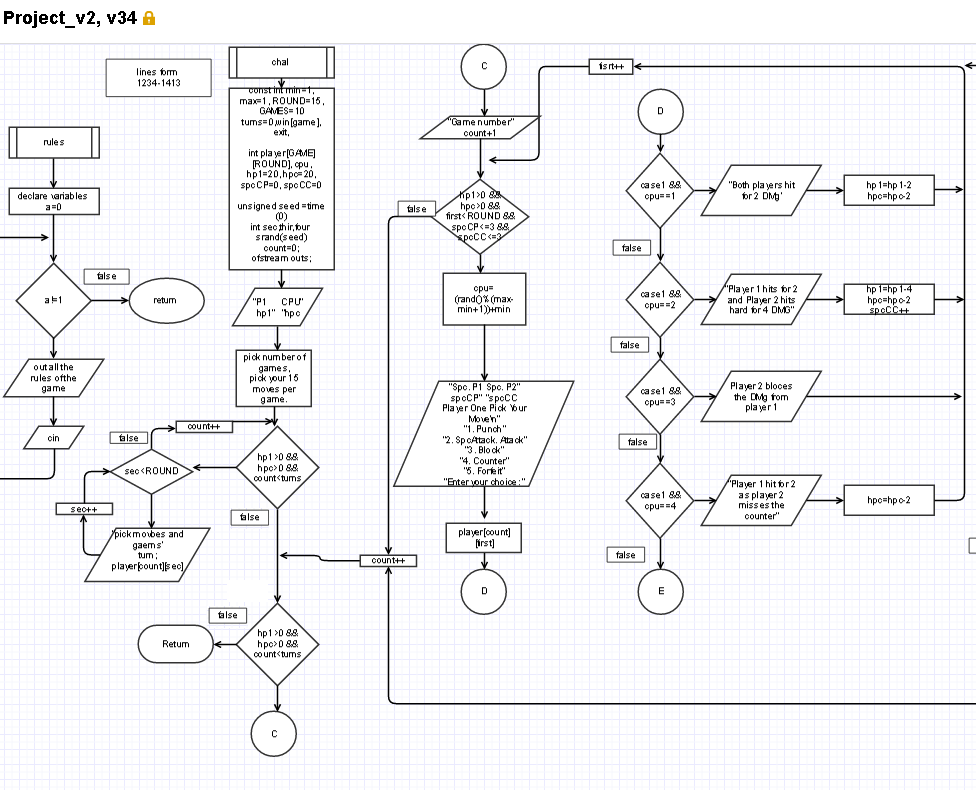 Project_v2, v34
lines form
1234-1413
rules
declare variables
a=0
a!=1
false
return
out all the
rules ofthe
game
cin
chal
const int min=1,
max=1, ROUND=15,
GAMES=10
turns=0,win[game],
exit,
int player[GAME]
[ROUND], cpu,
hp1=20,hpc=20,
spcCP=0, spcCC=0
unsigned seed =time
(0)
int sec,thir,four
srand(seed)
count=0;
ofstream outs;
"P1 CPU"
hp1" "hpc
pick number of
games,
pick your 15
moves per
game.
count++
false
sec<ROUND
hp1>0 &&
hpc>0 &&
count<turns
sec++
"pick movbes and
gaems'
turn;
player[count][sec]
false
count++
false
hp1>0 &&
hpc>0 &&
count<turns
Return
C
C
"Game number"
count+1
false
hp1>0 &&
hpc>0 &&
first<ROUND &&
spcCP<=3 &&
spcCC<=3
cpu=
(rand()%(max-
min+1))+min
"Spc. P1 Spc. P2"
spcCP" "spcCC
Player One Pick Your
Move\n"
"1. Punch"
"2. SpcAttack. Attack"
"3. Block"
"4. Counter"
"5. Forfeit"
"Enter your choice:"
player[count]
[first]
D
fisrt++
D
case1 &&
cpu==1
"Both players hit
for 2 DMg'
hp1=hp1-2
hpc=hpc-2
false
case1 &&
cpu==2
"Player 1 hits for 2
and Player 2 hits
hard for 4 DMG"
hp1=hp1-4
hpc=hpc-2
spcCC++
false
case1 &&
cpu==3
Player 2 bloces
the DMg from
player 1
false
case1 &&
cpu==4
"Player 1 hit for 2
as player 2
misses the
counter"
hpc=hpc-2
false
E